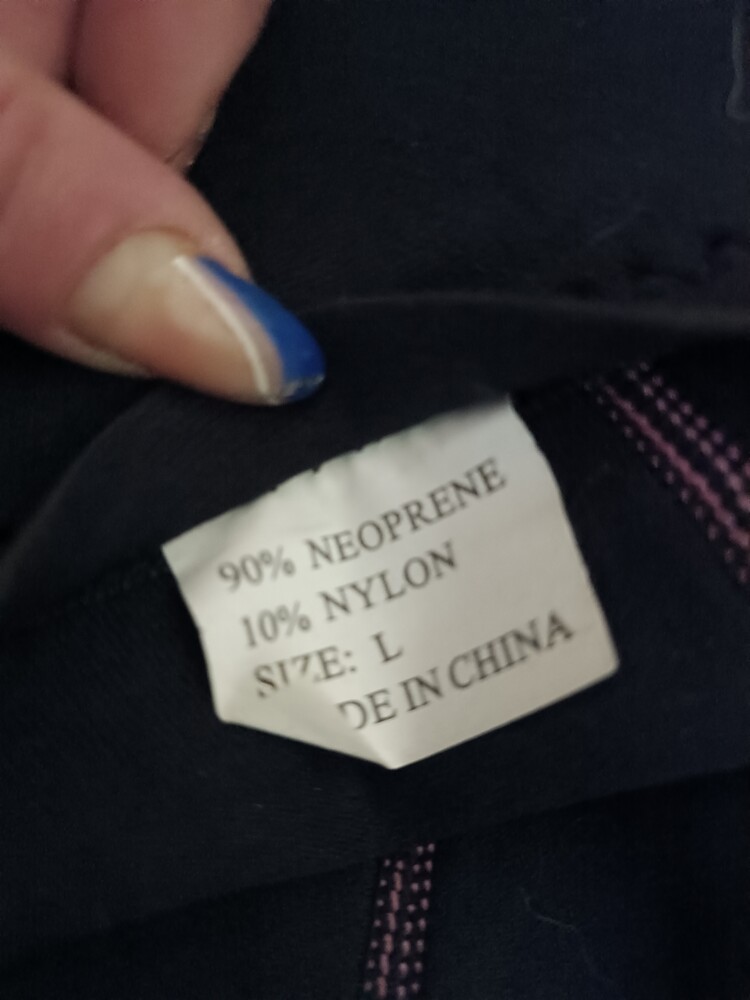 90% NEOPRENE
10% NYLON
SIZE: L
DE IN CHINA